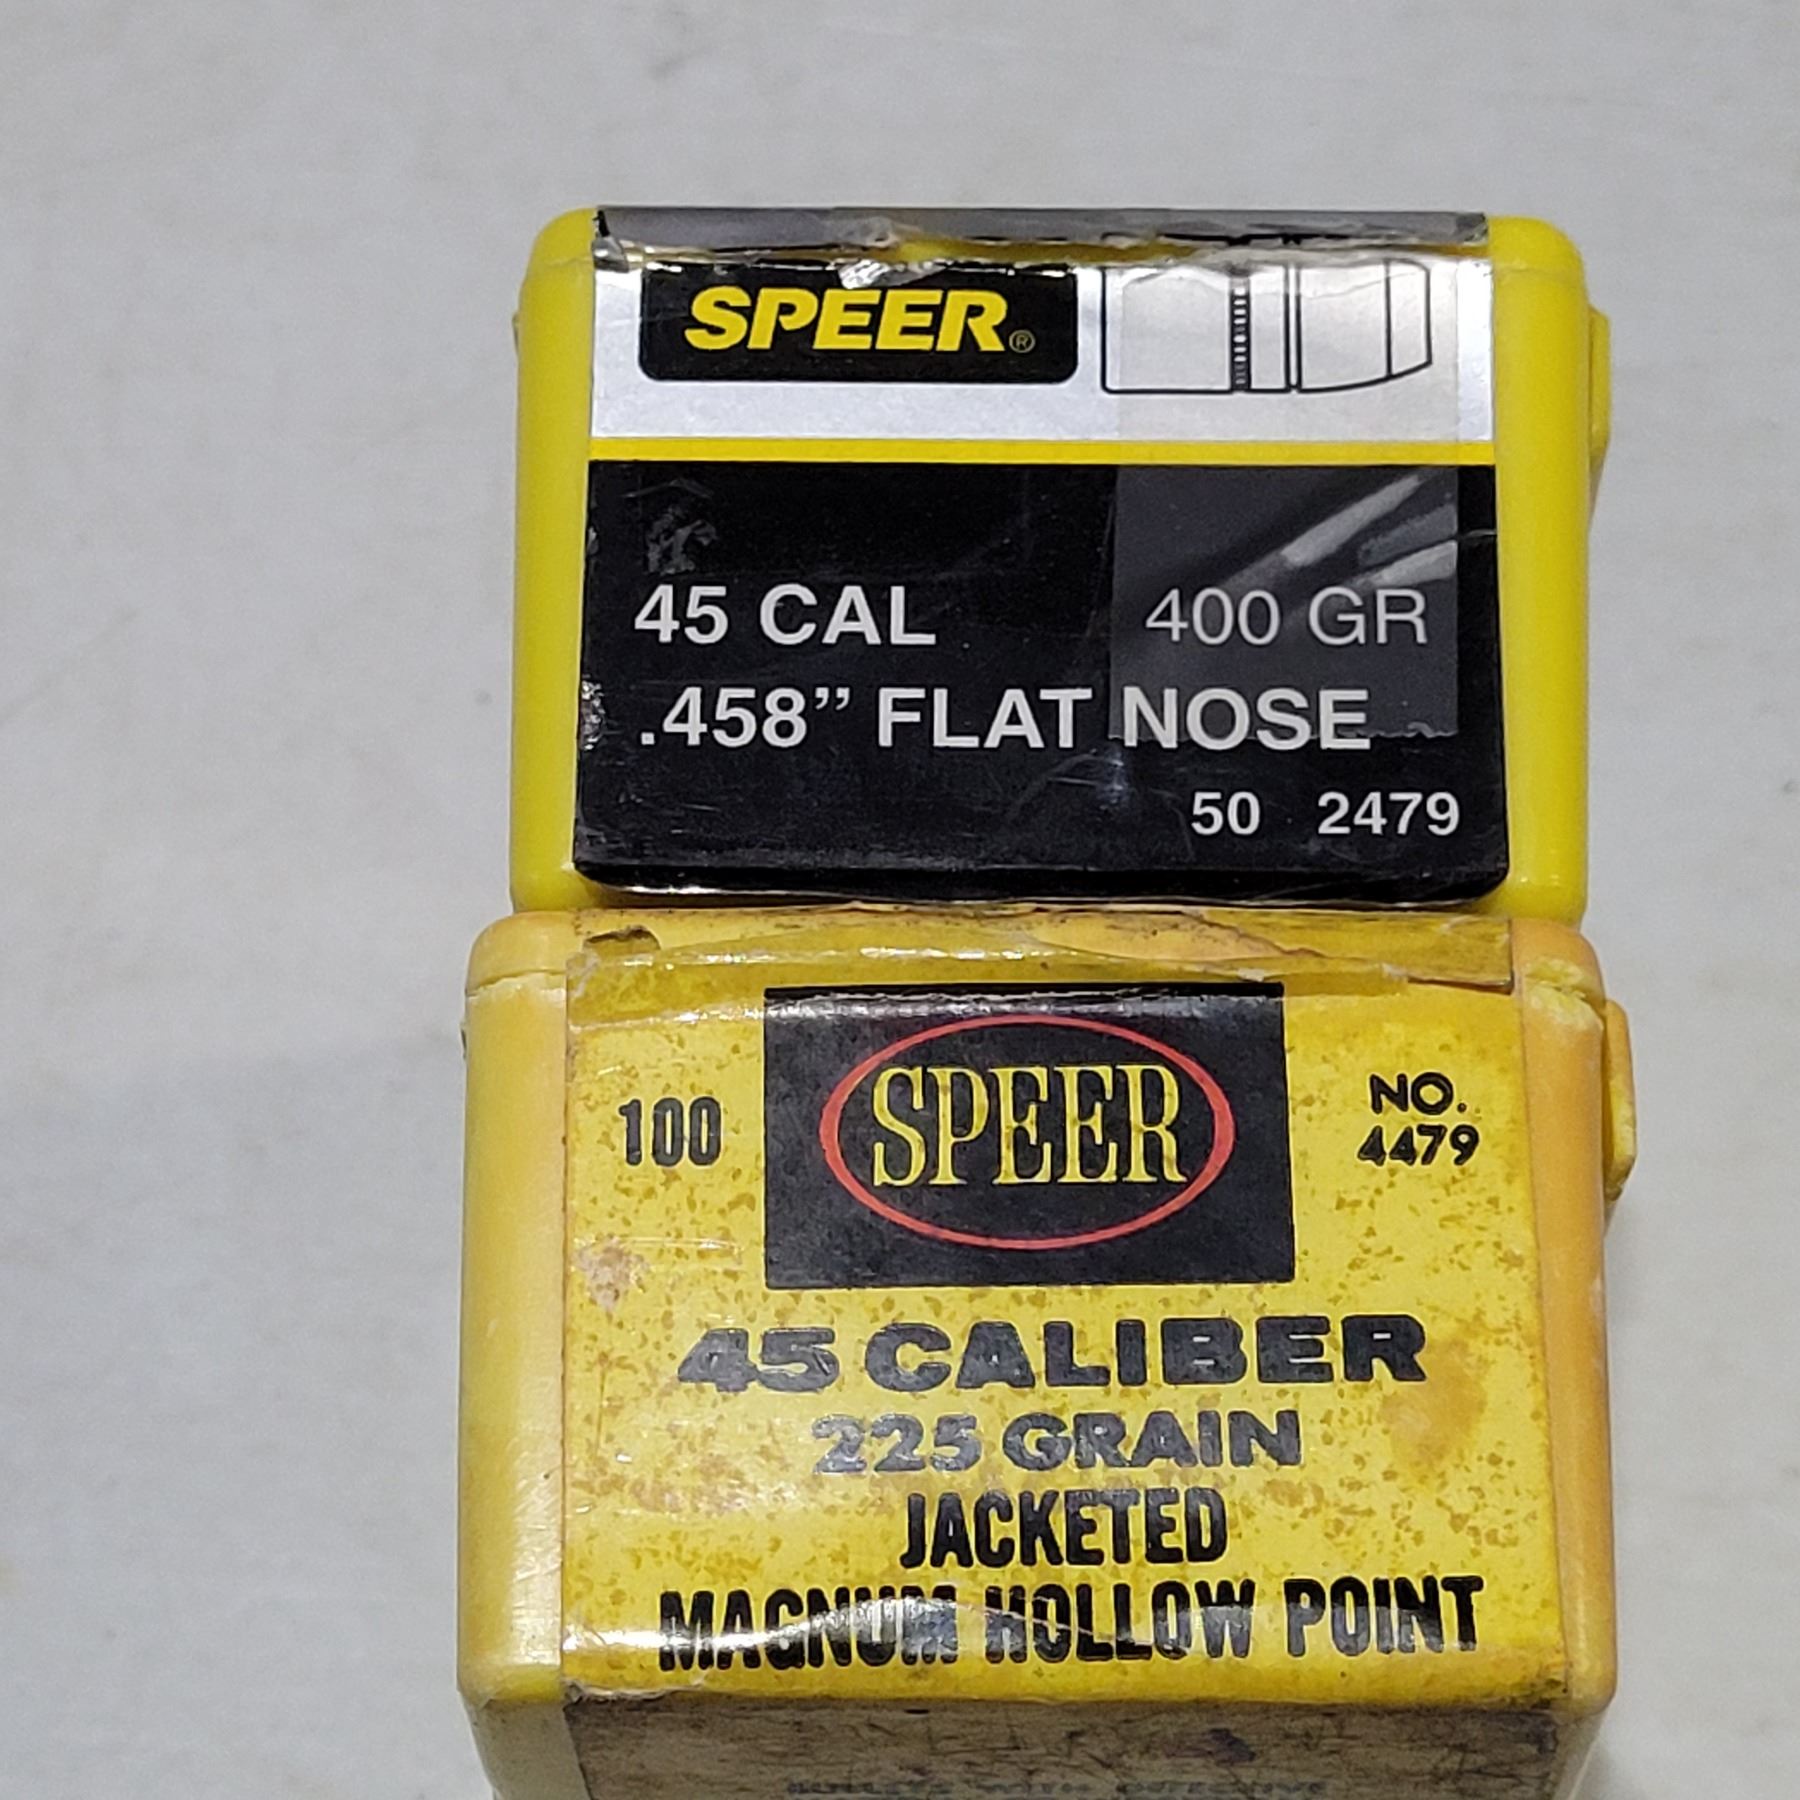 SPEER®
45 CAL 400 GR
.458” FLAT NOSE
50 2479
100 SPEER NO. 4479
45 CALIBER
225 GRAIN
JACKETED
MAGNUM HOLLOW POINT